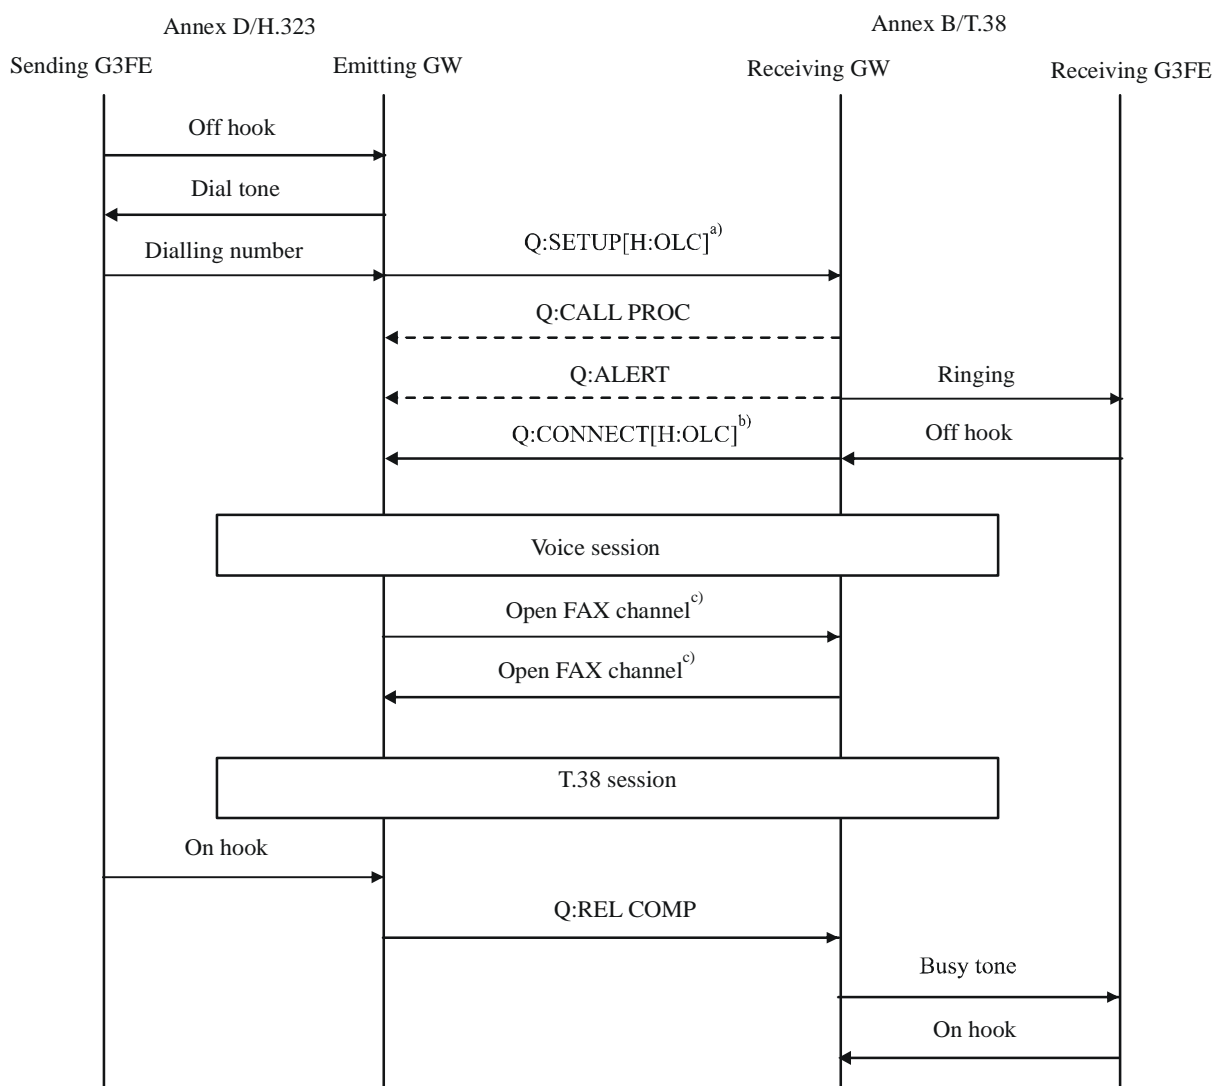 Annex D/H.323
Annex B/T.38
Sending G3FE
Emitting GW
Receiving GW
Receiving G3FE
Off hook
Dial tone
Dialling number
Q:SETUP[H:OLC]a)
Q:CALL PROC
Q:ALERT
Ringing
Q:CONNECT[H:OLC]b)
Off hook
Voice session
Open FAX channelc)
Open FAX channelc)
T.38 session
On hook
Q:REL COMP
Busy tone
On hook